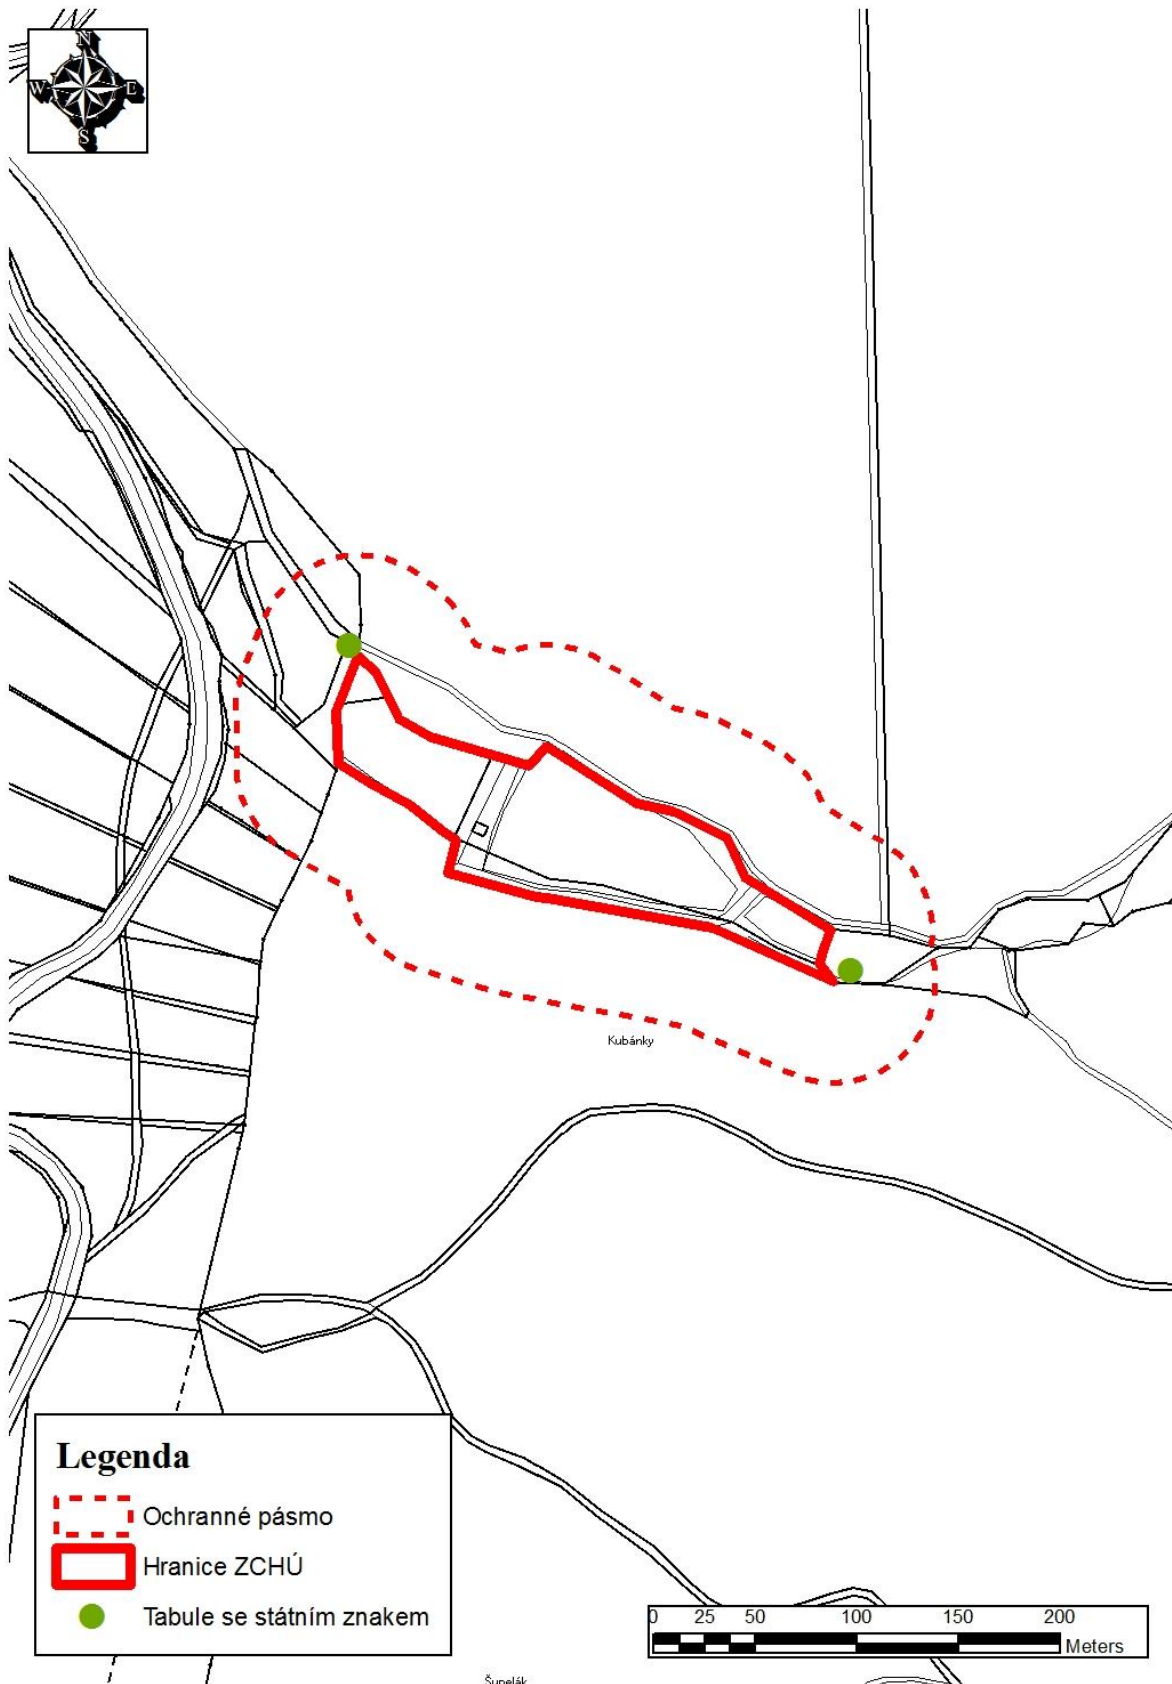 N
W E
S
Kubánky
Legenda
Ochranné pásmo
Hranice ZCHÚ
Tabule se státním znakem
0 25 50 100 150 200
Meters
Šupelák